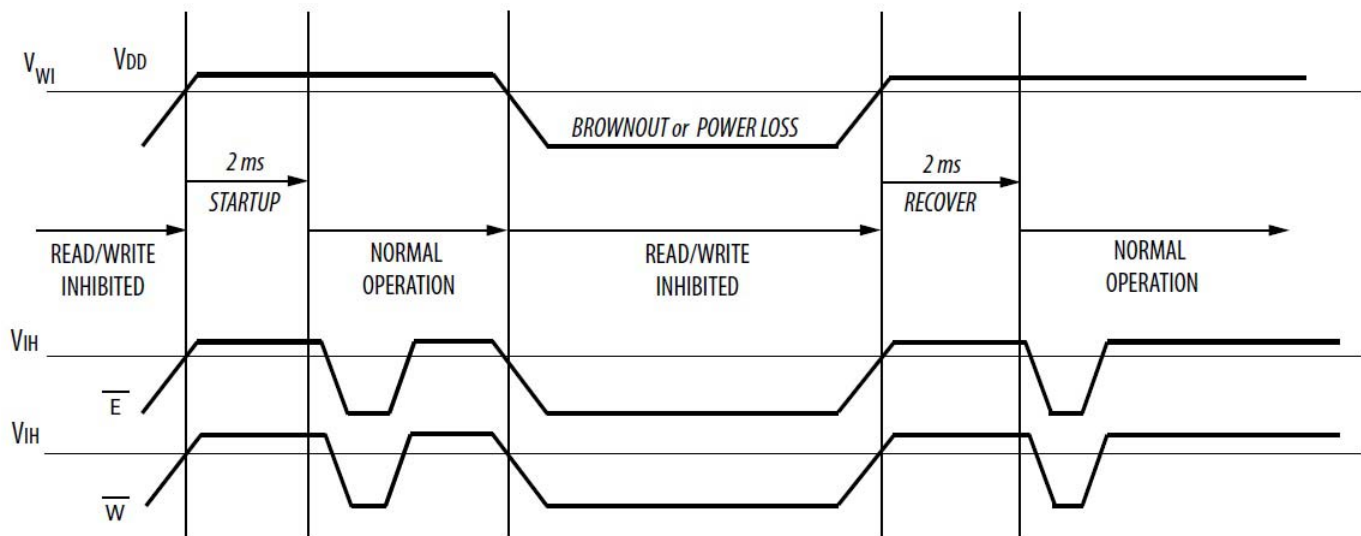 VWI VDD
BROWNOUT or POWER LOSS
2 ms
STARTUP
2 ms
RECOVER
READ/WRITE
INHIBITED
NORMAL
OPERATION
READ/WRITE
INHIBITED
NORMAL
OPERATION
VIH
E
VIH
W